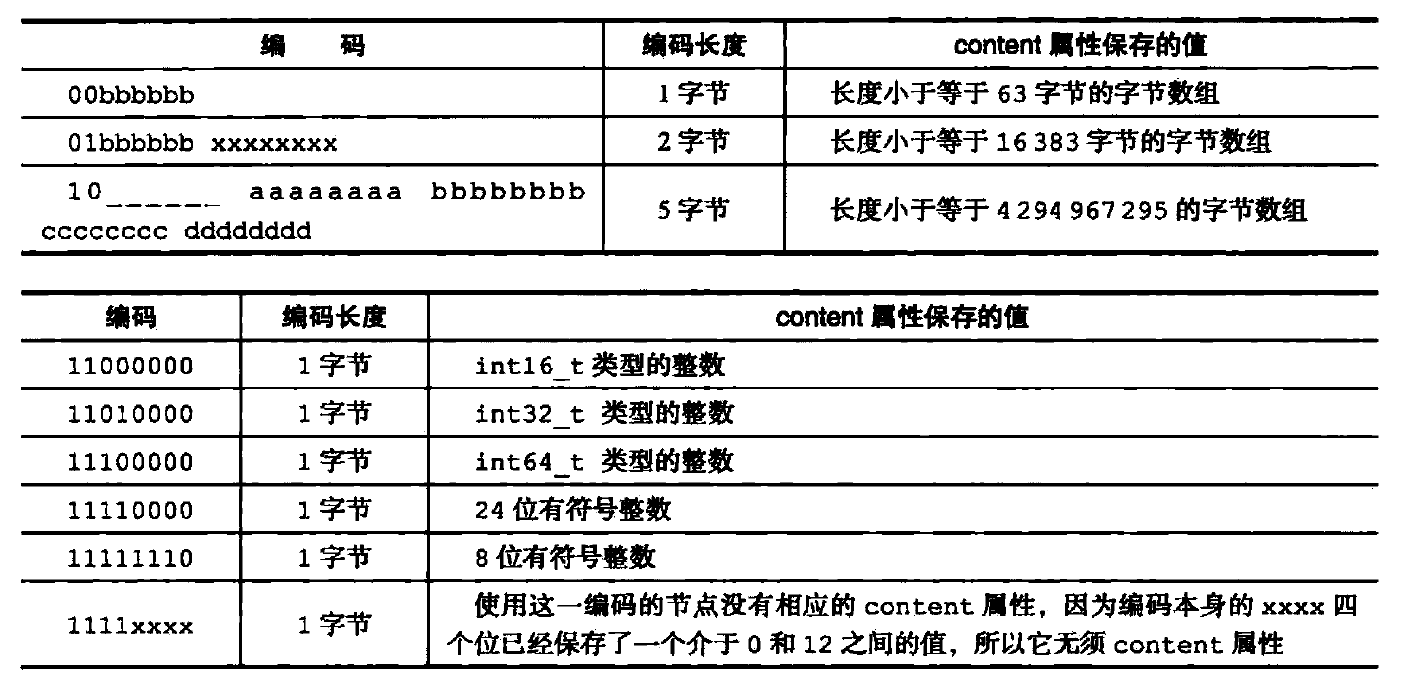 编 码 编码长度 content 属性保存的值
00bbbbbb 1 字节 长度小于等于 63 字节的字节数组
01bbbbbb xxxxxxxx 2 字节 长度小于等于 16 383 字节的字节数组
10______ aaaaaaaa bbbbbbbb
cccccccc dddddddd 5 字节 长度小于等于 4 294 967 295 的字节数组
编码 编码长度 content 属性保存的值
11000000 1 字节 int16_t 类型的整数
11010000 1 字节 int32_t 类型的整数
11100000 1 字节 int64_t 类型的整数
11110000 1 字节 24 位有符号整数
11111110 1 字节 8 位有符号整数
1111xxxx 1 字节 使用这一编码的节点没有相应的 content 属性，因为编码本身的 xxxx 四
个位已经保存了一个介于 0 和 12 之间的值，所以它无须 content 属性